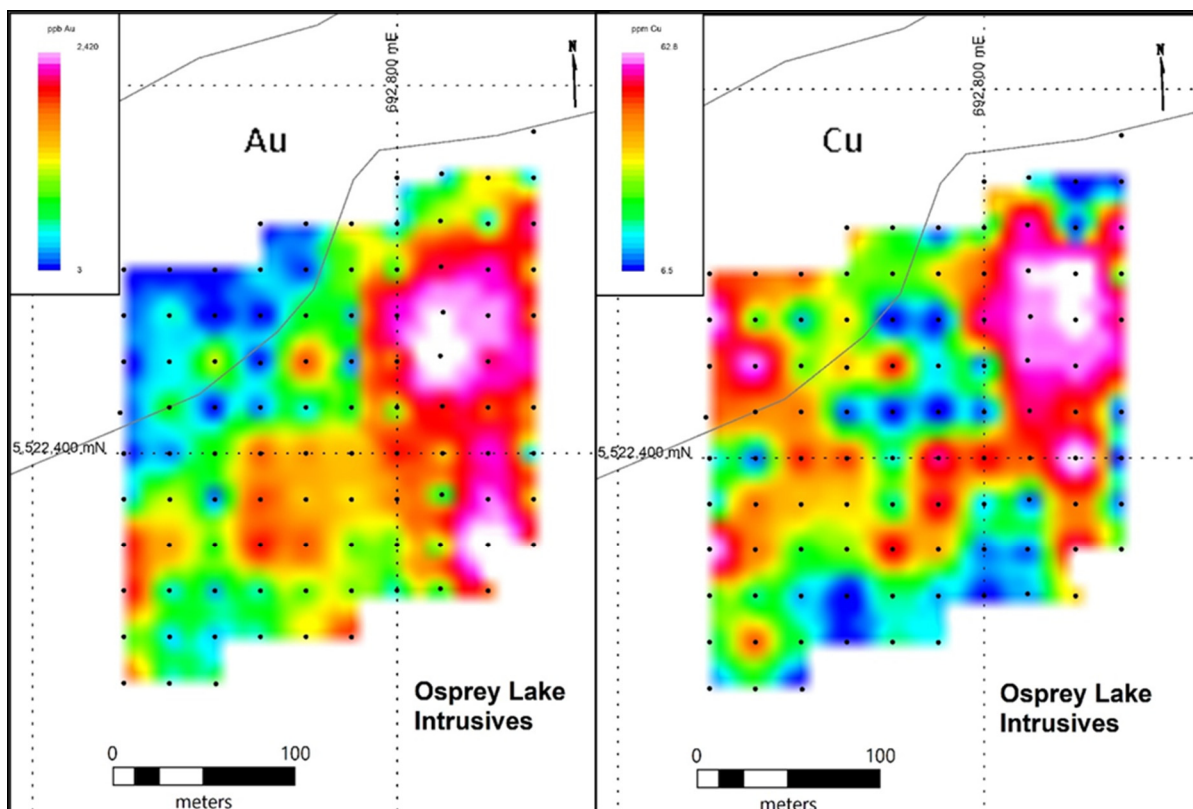 ppb Au
2,420
3
Au
692,800 mE
N
5,522,400 mN
Osprey Lake
Intrusives
0
100
meters
ppm Cu
62.8
6.5
Cu
692,800 mE
N
5,522,400 mN
Osprey Lake
Intrusives
0
100
meters